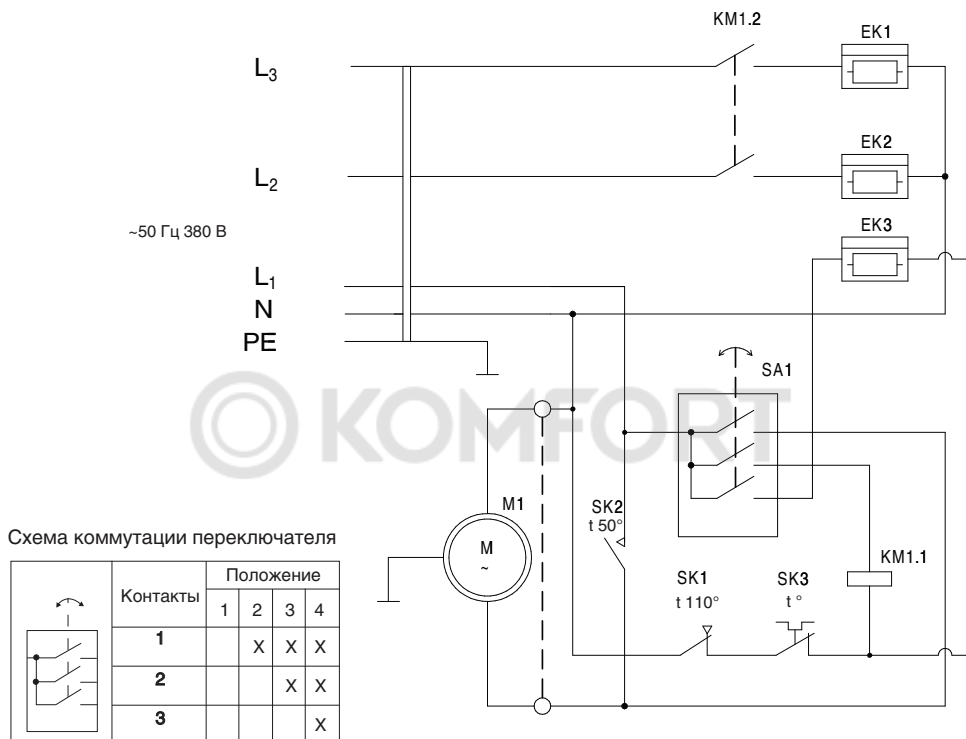 KM1.2
EK1
L₃
EK2
L₂
EK3
~50 Гц 380 В
L₁
N
PE
SA1
KOMFORT
M1
SK2
t 50°
M
~
KM1.1
SK1
t 110°
SK3
t °
Схема коммутации переключателя
Контакты
Положение
1 2 3 4
1 X X X
2 X X
3 X